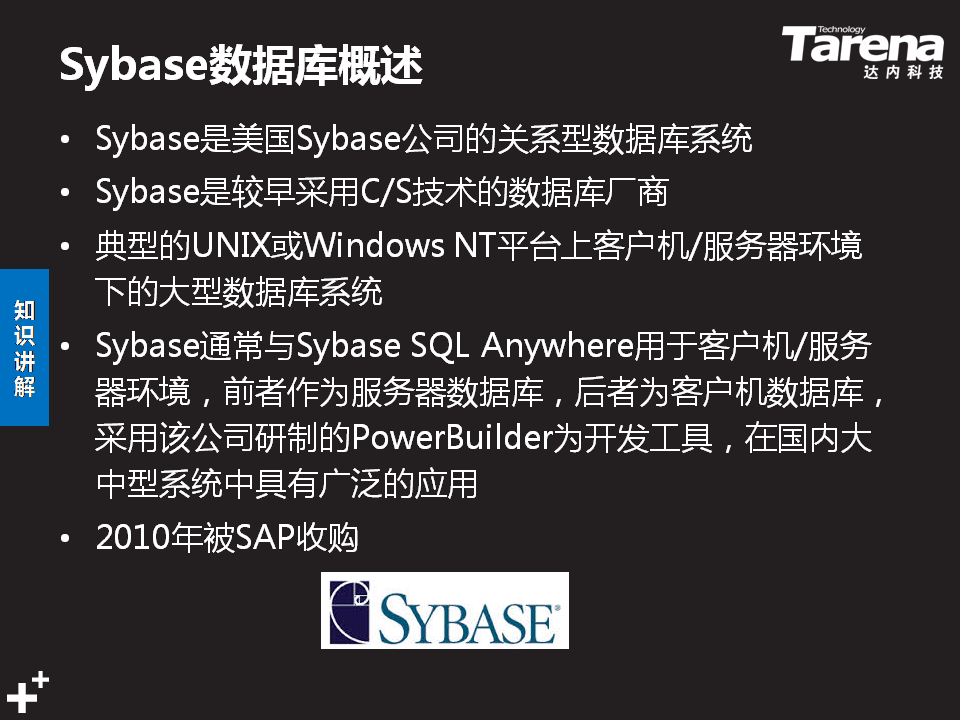 Sybase数据库概述
Technology
Tarena
达内科技
• Sybase是美国Sybase公司的关系型数据库系统
• Sybase是较早采用C/S技术的数据库厂商
• 典型的UNIX或Windows NT平台上客户机/服务器环境
下的大型数据库系统
知识讲解
• Sybase通常与Sybase SQL Anywhere用于客户机/服务
器环境，前者作为服务器数据库，后者为客户机数据库，
采用该公司研制的PowerBuilder为开发工具，在国内大
中型系统中具有广泛的应用
• 2010年被SAP收购
SYBASE®